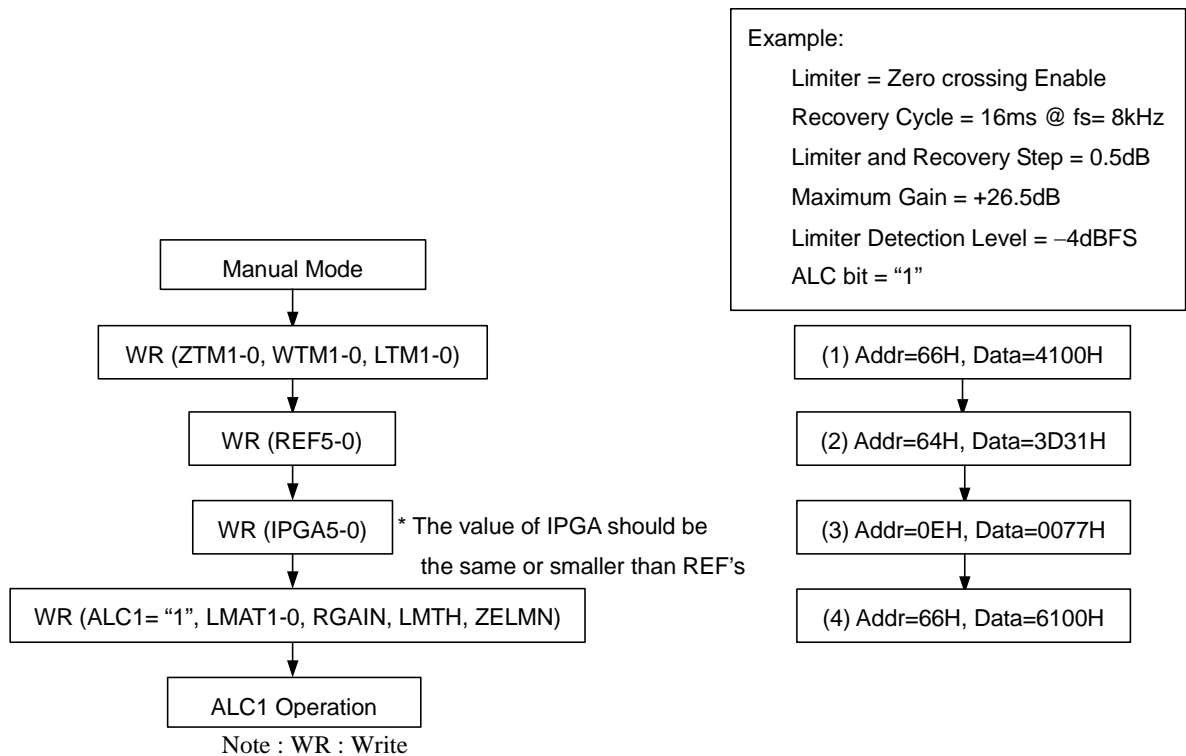 Example:
Limiter = Zero crossing Enable
Recovery Cycle = 16ms @ fs= 8kHz
Limiter and Recovery Step = 0.5dB
Maximum Gain = +26.5dB
Limiter Detection Level = −4dBFS
ALC bit = “1”
Manual Mode
WR (ZTM1-0, WTM1-0, LTM1-0)
WR (REF5-0)
WR (IPGA5-0)
* The value of IPGA should be
the same or smaller than REF’s
WR (ALC1= “1”, LMAT1-0, RGAIN, LMTH, ZELMN)
ALC1 Operation
Note : WR : Write
(1) Addr=66H, Data=4100H
(2) Addr=64H, Data=3D31H
(3) Addr=0EH, Data=0077H
(4) Addr=66H, Data=6100H